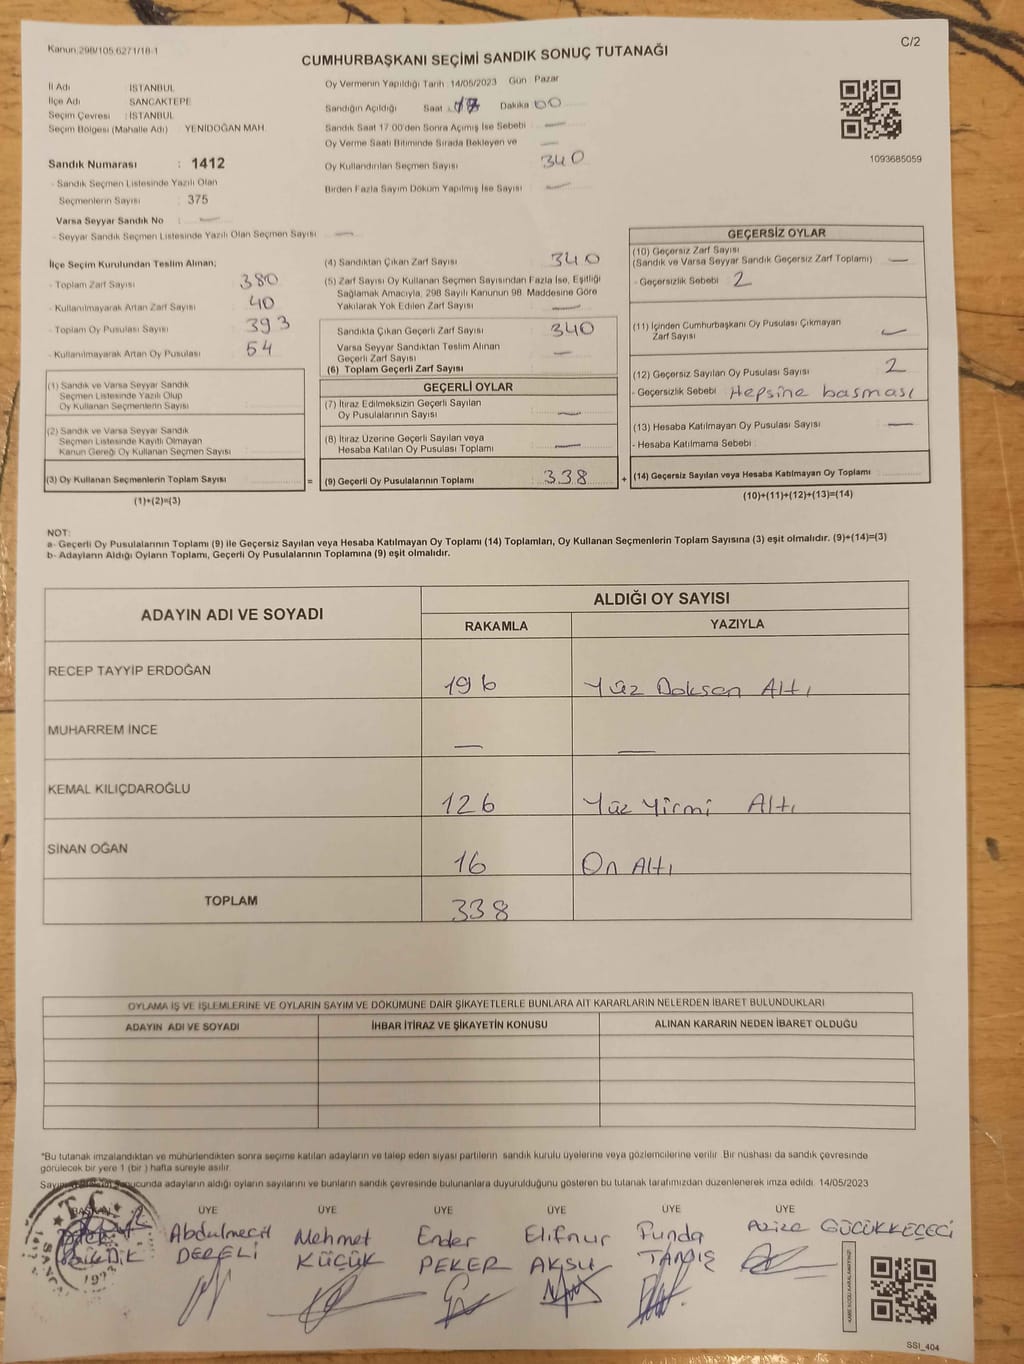 Kanun 298/105.6271/18-1
C/2
CUMHURBAŞKANI SEÇİMİ SANDIK SONUÇ TUTANAĞI
İl Adı : İSTANBUL
İlçe Adı : SANCAKTEPE
Seçim Çevresi : İSTANBUL
Seçim Bölgesi (Mahalle Adı) : YENİDOĞAN MAH.
Sandık Numarası : 1412
- Sandık Seçmen Listesinde Yazılı Olan
Seçmenlerin Sayısı : 375
Varsa Seyyar Sandık No : —
- Seyyar Sandık Seçmen Listesinde Yazılı Olan Seçmen Sayısı : —
Oy Vermenin Yapıldığı Tarih : 14/05/2023 Gün Pazar
Sandığın Açıldığı Saat : 17 Dakika 00
Sandık Saat 17:00'den Sonra Açılmış İse Sebebi —
Oy Verme Saati Bitiminde Sırada Bekleyen ve —
Oy Kullandırılan Seçmen Sayısı 340
Birden Fazla Sayım Döküm Yapılmış İse Sayısı —
1093685059
İlçe Seçim Kurulundan Teslim Alınan;
- Toplam Zarf Sayısı 380
- Kullanılmayarak Artan Zarf Sayısı 40
- Toplam Oy Pusulası Sayısı 393
- Kullanılmayarak Artan Oy Pusulası 54
(1) Sandık ve Varsa Seyyar Sandık
Seçmen Listesinde Yazılı Olup
Oy Kullanan Seçmenlerin Sayısı
(2) Sandık ve Varsa Seyyar Sandık
Seçmen Listesinde Kayıtlı Olmayan
Kanun Gereği Oy Kullanan Seçmen Sayısı
(3) Oy Kullanan Seçmenlerin Toplam Sayısı
(1)+(2)=(3)
(4) Sandıktan Çıkan Zarf Sayısı 340
(5) Zarf Sayısı Oy Kullanan Seçmen Sayısından Fazla İse, Eşitliği
Sağlamak Amacıyla, 298 Sayılı Kanunun 98. Maddesine Göre
Yakılarak Yok Edilen Zarf Sayısı —
Sandıkta Çıkan Geçerli Zarf Sayısı 340
Varsa Seyyar Sandıktan Teslim Alınan
Geçerli Zarf Sayısı —
(6) Toplam Geçerli Zarf Sayısı
GEÇERLİ OYLAR
(7) İtiraz Edilmeksizin Geçerli Sayılan
Oy Pusulalarının Sayısı —
(8) İtiraz Üzerine Geçerli Sayılan veya
Hesaba Katılan Oy Pusulası Toplamı —
= (9) Geçerli Oy Pusulalarının Toplamı 338
GEÇERSİZ OYLAR
(10) Geçersiz Zarf Sayısı
(Sandık ve Varsa Seyyar Sandık Geçersiz Zarf Toplamı) —
- Geçersizlik Sebebi 2
(11) İçinden Cumhurbaşkanı Oy Pusulası Çıkmayan
Zarf Sayısı —
(12) Geçersiz Sayılan Oy Pusulası Sayısı 2
- Geçersizlik Sebebi Hepsine basması
(13) Hesaba Katılmayan Oy Pusulası Sayısı —
- Hesaba Katılmama Sebebi
+ (14) Geçersiz Sayılan veya Hesaba Katılmayan Oy Toplamı
(10)+(11)+(12)+(13)=(14)
NOT:
a- Geçerli Oy Pusulalarının Toplamı (9) ile Geçersiz Sayılan veya Hesaba Katılmayan Oy Toplamı (14) Toplamları, Oy Kullanan Seçmenlerin Toplam Sayısına (3) eşit olmalıdır. (9)+(14)=(3)
b- Adayların Aldığı Oyların Toplamı, Geçerli Oy Pusulalarının Toplamına (9) eşit olmalıdır.
ADAYIN ADI VE SOYADI ALDIĞI OY SAYISI
RAKAMLA YAZIYLA
RECEP TAYYİP ERDOĞAN 196 Yüz Doksan Altı
MUHARREM İNCE — —
KEMAL KILIÇDAROĞLU 126 Yüz Yirmi Altı
SİNAN OĞAN 16 On Altı
TOPLAM 338
OYLAMA İŞ VE İŞLEMLERİNE VE OYLARIN SAYIM VE DÖKÜMÜNE DAİR ŞİKAYETLERLE BUNLARA AİT KARARLARIN NELERDEN İBARET BULUNDUKLARI
ADAYIN ADI VE SOYADI İHBAR İTİRAZ VE ŞİKAYETİN KONUSU ALINAN KARARIN NEDEN İBARET OLDUĞU
*Bu tutanak imzalandıktan ve mühürlendikten sonra seçime katılan adayların ve talep eden siyasi partilerin sandık kurulu üyelerine veya gözlemcilerine verilir. Bir nüshası da sandık çevresinde
görülecek bir yere 1 (bir) hafta süreyle asılır.
sonucunda adayların aldığı oyların sayılarını ve bunların sandık çevresinde bulunanlara duyurulduğunu gösteren bu tutanak tarafımızdan düzenlenerek imza edildi. 14/05/2023
BAŞKAN ÜYE ÜYE ÜYE ÜYE ÜYE ÜYE
Abdulmecit Mehmet Ender Elifnur Funda Azize GÜCÜKKEÇECİ
DERELİ KÜÇÜK PEKER AKSU TANIŞ
T.C.
SSI_404